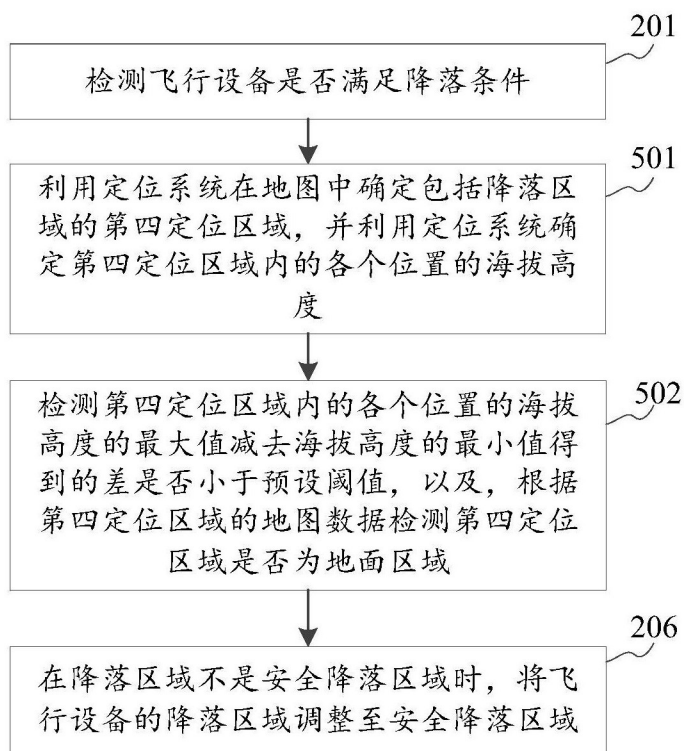 201
检测飞行设备是否满足降落条件
501
利用定位系统在地图中确定包括降落区
域的第四定位区域，并利用定位系统确
定第四定位区域内的各个位置的海拔高
度
502
检测第四定位区域内的各个位置的海拔
高度的最大值减去海拔高度的最小值得
到的差是否小于预设阈值，以及，根据
第四定位区域的地图数据检测第四定位
区域是否为地面区域
206
在降落区域不是安全降落区域时，将飞
行设备的降落区域调整至安全降落区域